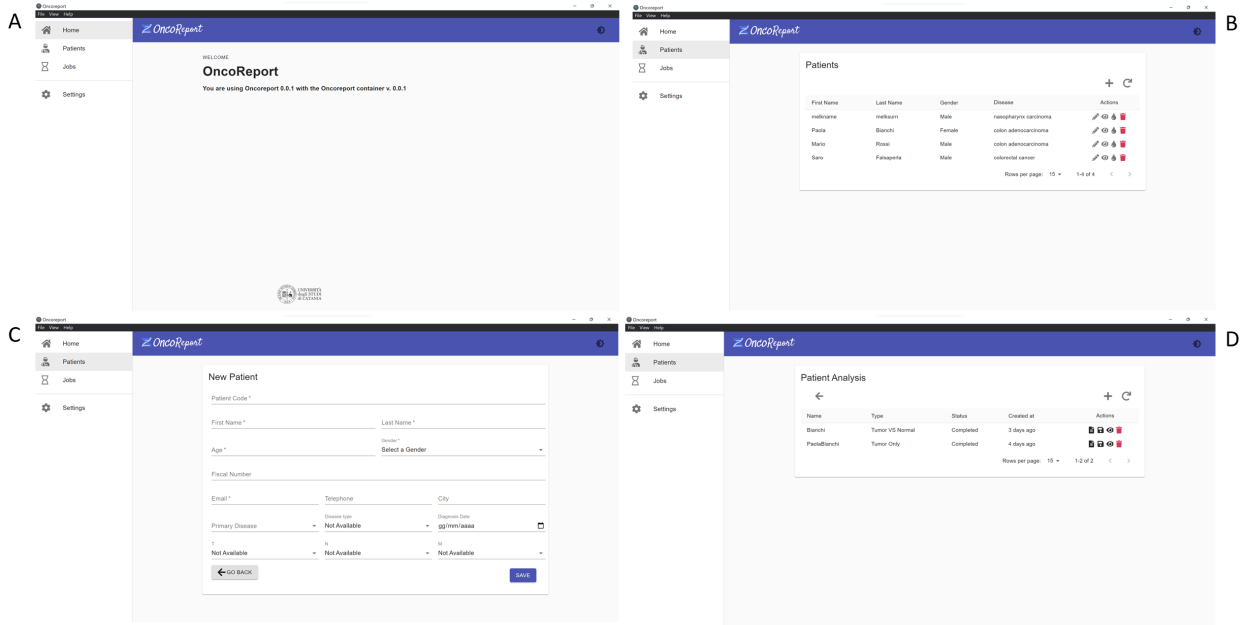 A
Oncoreport
File View Help
Home
Patients
Jobs
Settings
OncoReport
WELCOME
OncoReport
You are using Oncoreport 0.0.1 with the Oncoreport container v. 0.0.1
UNIVERSITÀ
degli STUDI
di CATANIA
B
Oncoreport
File View Help
Home
Patients
Jobs
Settings
OncoReport
Patients
First Name Last Name Gender Disease Actions
melkname melksurn Male nasopharynx carcinoma
Paola Bianchi Female colon adenocarcinoma
Mario Rossi Male colon adenocarcinoma
Saro Falsaperla Male colorectal cancer
Rows per page: 15 1-4 of 4
C
Oncoreport
File View Help
Home
Patients
Jobs
Settings
OncoReport
New Patient
Patient Code *
First Name * Last Name *
Gender *
Age * Select a Gender
Fiscal Number
Email * Telephone City
Disease type Diagnosis Date
Primary Disease Not Available gg/mm/aaaa
T N M
Not Available Not Available Not Available
GO BACK SAVE
D
Oncoreport
File View Help
Home
Patients
Jobs
Settings
OncoReport
Patient Analysis
Name Type Status Created at Actions
Bianchi Tumor VS Normal Completed 3 days ago
PaolaBianchi Tumor Only Completed 4 days ago
Rows per page: 15 1-2 of 2